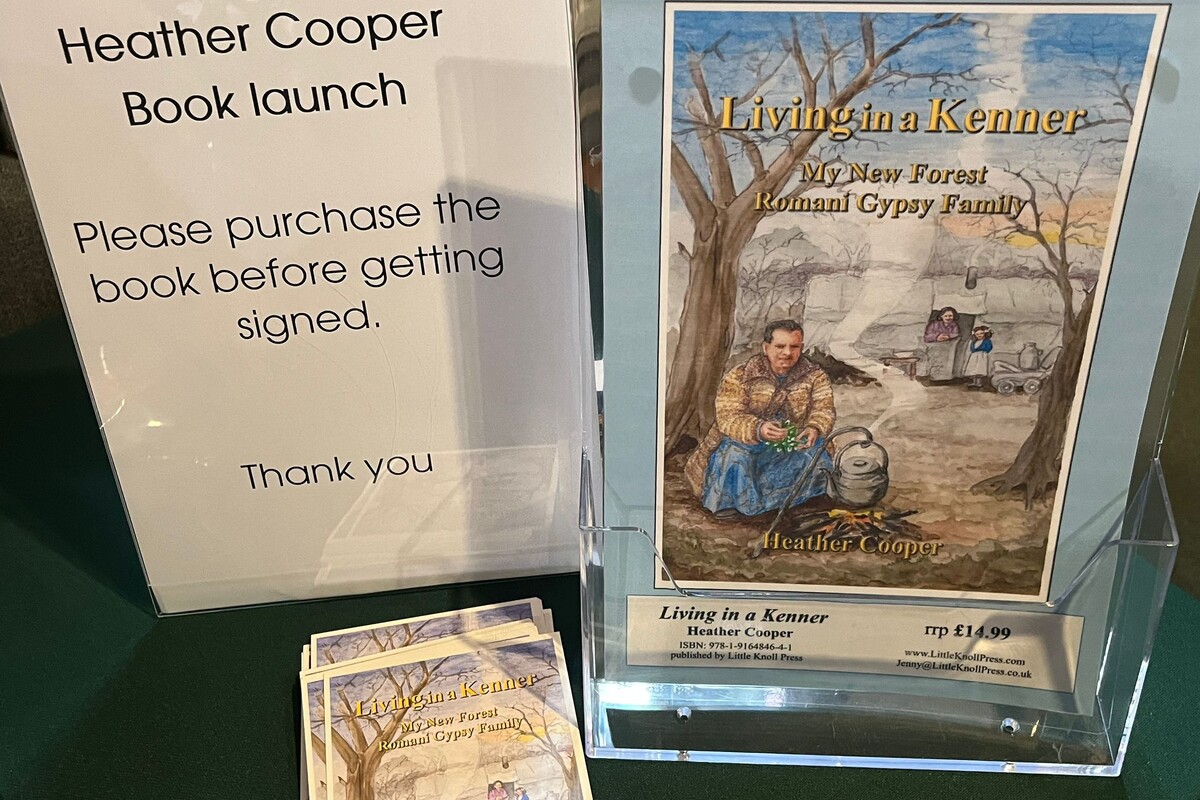 Heather Cooper
Book launch
Please purchase the
book before getting
signed.
Thank you
Living in a Kenner
My New Forest
Romani Gypsy Family
Heather Cooper
Living in a Kenner
Heather Cooper
ISBN: 978-1-9164846-4-1
published by Little Knoll Press
rrp £14.99
www.LittleKnollPress.com
Jenny@LittleKnollPress.co.uk
Living in a Kenner
My New Forest
Romani Gypsy Family